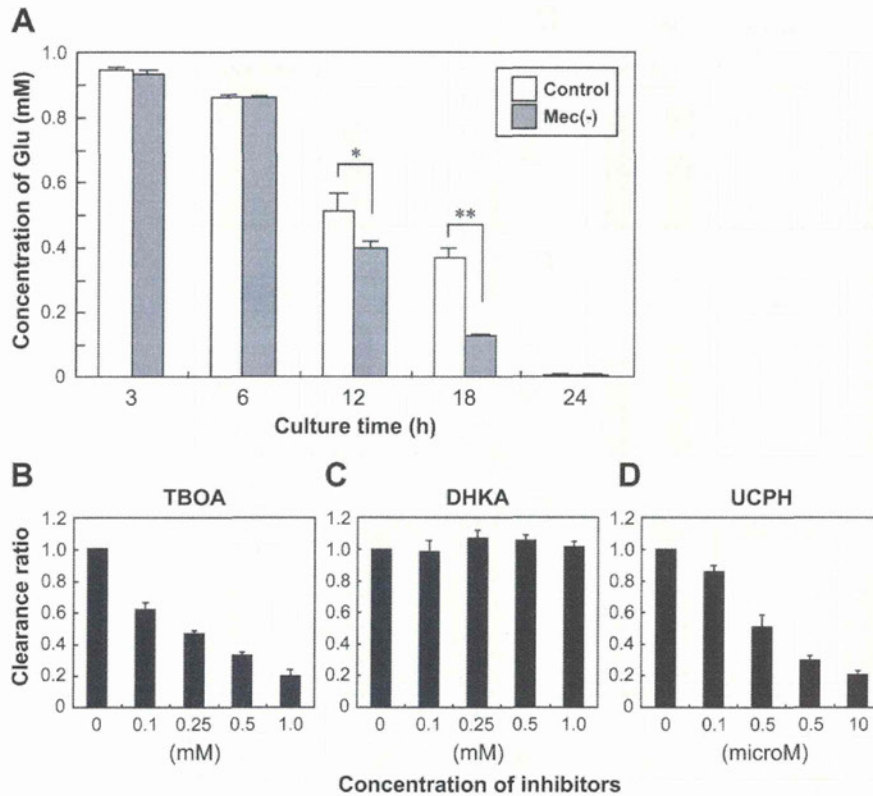 A
Concentration of Glu (mM)
1.0
0.8
0.6
0.4
0.2
0
Control
Mec(-)
*
**
3 6 12 18 24
Culture time (h)
B
TBOA
Clearance ratio
1.2
1.0
0.8
0.6
0.4
0.2
0
0 0.1 0.25 0.5 1.0
(mM)
C
DHKA
1.2
1.0
0.8
0.6
0.4
0.2
0
0 0.1 0.25 0.5 1.0
(mM)
D
UCPH
1.2
1.0
0.8
0.6
0.4
0.2
0
0 0.1 0.5 0.5 10
(microM)
Concentration of inhibitors